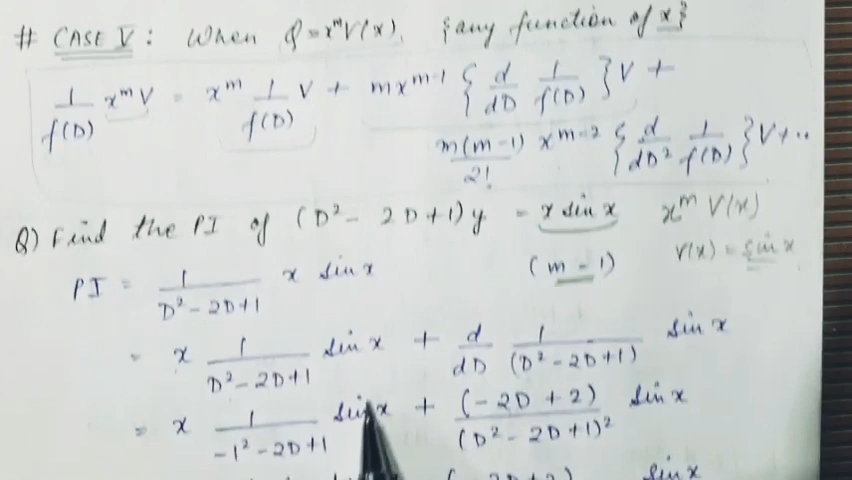 # CASE V : When Q = x^m V(x). {any function of x}
1/f(D) x^m V = x^m 1/f(D) V + mx^(m-1) {d/dD 1/f(D)} V +
m(m-1)/2! x^(m-2) {d/dD² 1/f(D)} V + ..
Q) Find the PI of (D² - 2D + 1) y = x sin x x^m V(x)
(m - 1) V(x) = sin x
PI = 1/(D² - 2D + 1) x sin x
= x 1/(D² - 2D + 1) sin x + d/dD 1/(D² - 2D + 1) sin x
= x 1/(-1² - 2D + 1) sin x + (-2D + 2)/(D² - 2D + 1)² sin x
sin x